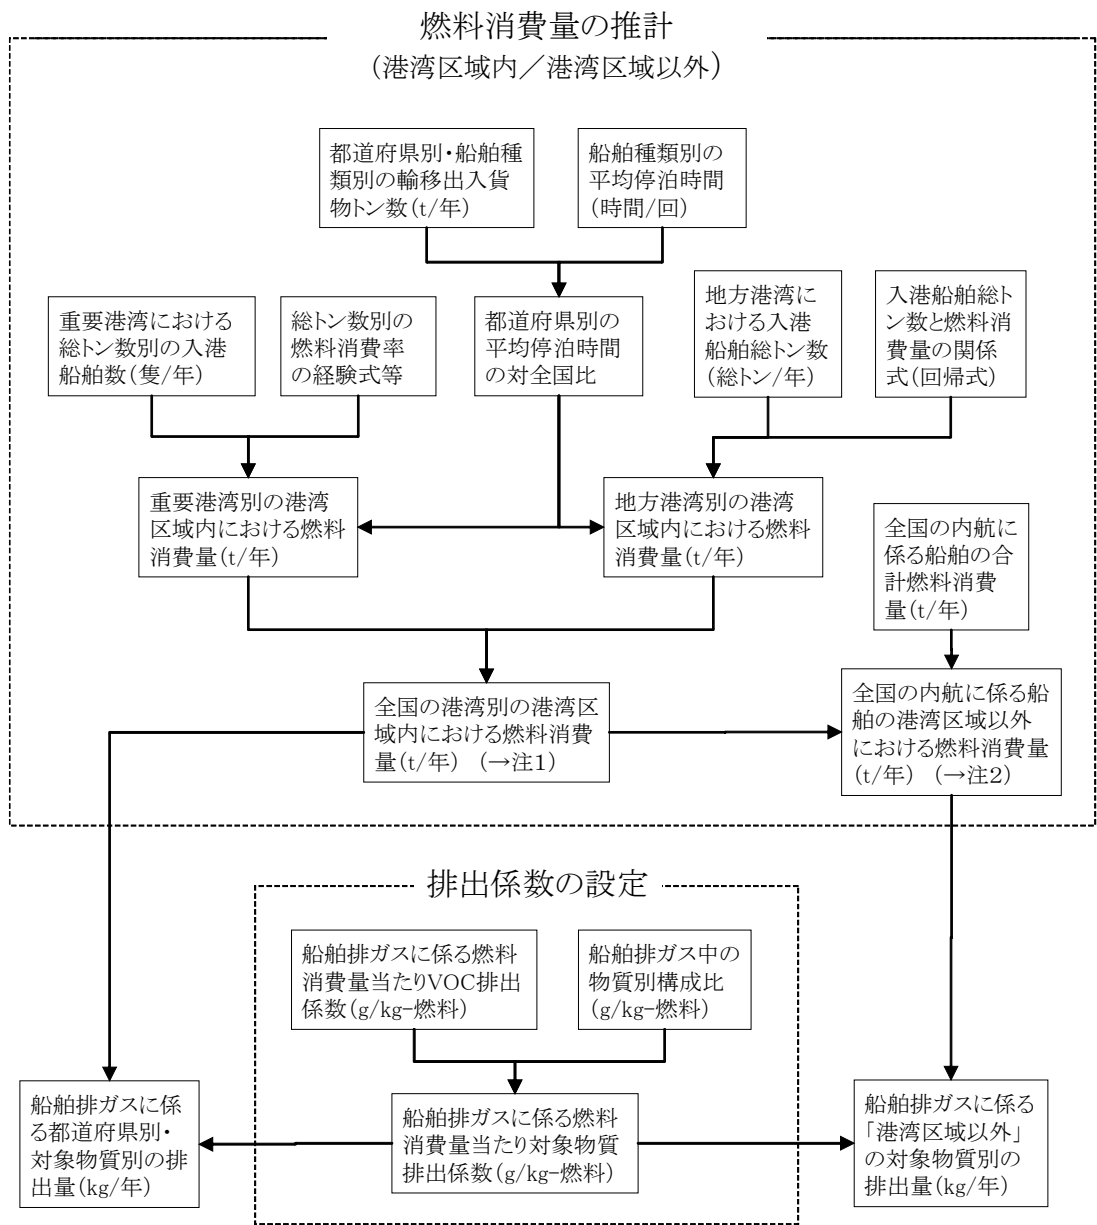 燃料消費量の推計
(港湾区域内／港湾区域以外)
都道府県別・船舶種
類別の輸移出入貨
物トン数(t/年)
船舶種類別の
平均停泊時間
(時間/回)
重要港湾における
総トン数別の入港
船舶数(隻/年)
総トン数別の
燃料消費率
の経験式等
都道府県別の
平均停泊時間
の対全国比
地方港湾に
おける入港
船舶総トン数
(総トン/年)
入港船舶総ト
ン数と燃料消
費量の関係
式(回帰式)
重要港湾別の港湾
区域内における燃料
消費量(t/年)
地方港湾別の港湾
区域内における燃料
消費量(t/年)
全国の内航に
係る船舶の合
計燃料消費
量(t/年)
全国の港湾別の港湾区
域内における燃料消費
量(t/年) (→注1)
全国の内航に係る船
舶の港湾区域以外
における燃料消費量
(t/年) (→注2)
排出係数の設定
船舶排ガスに係る燃料
消費量当たりVOC排出
係数(g/kg-燃料)
船舶排ガス中の
物質別構成比
(g/kg-燃料)
船舶排ガスに係
る都道府県別・
対象物質別の排
出量(kg/年)
船舶排ガスに係る燃料
消費量当たり対象物質
排出係数(g/kg-燃料)
船舶排ガスに係る
「港湾区域以外」
の対象物質別の
排出量(kg/年)